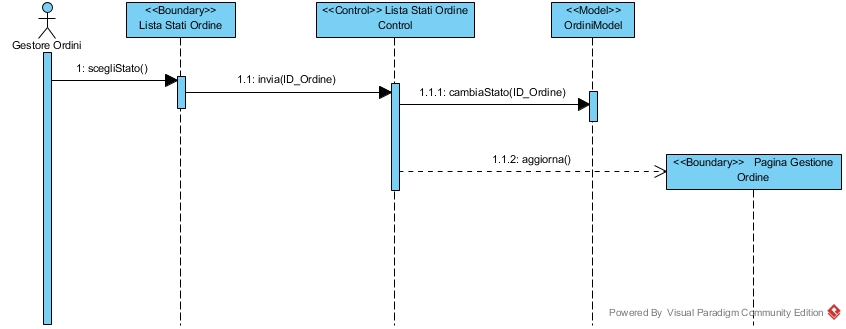 Gestore Ordini
<<Boundary>>
Lista Stati Ordine
<<Control>> Lista Stati Ordine
Control
<<Model>>
OrdiniModel
1: scegliStato()
1.1: invia(ID_Ordine)
1.1.1: cambiaStato(ID_Ordine)
1.1.2: aggiorna()
<<Boundary>> Pagina Gestione
Ordine
Powered By Visual Paradigm Community Edition